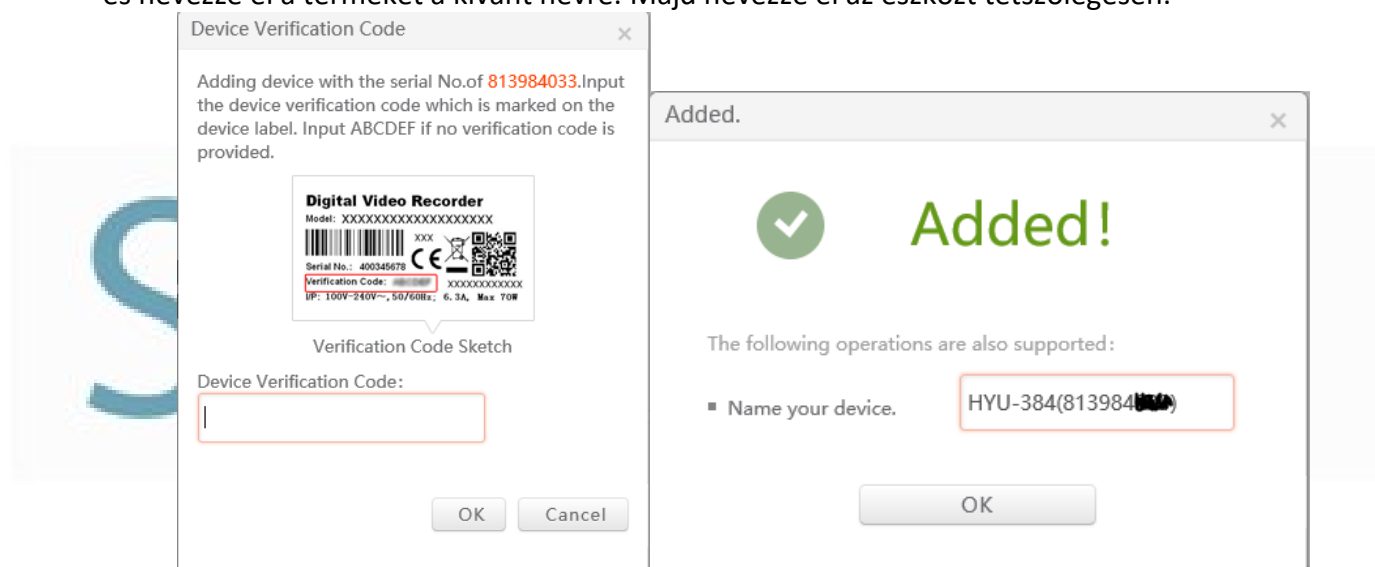 és nevezze el a terméket a kívánt névre. Majd nevezze el az eszközt tetszőlegesen.
Device Verification Code
Adding device with the serial No.of 813984033.Input
the device verification code which is marked on the
device label. Input ABCDEF if no verification code is
provided.
Digital Video Recorder
Model: XXXXXXXXXXXXXXXXXXXX
XXX
CE
Serial No.: 400345678
Verification Code:
XXXXXXXXXXXX
I/P: 100V-240V~,50/60Hz; 6.3A, Max 70W
Verification Code Sketch
Device Verification Code:
OK
Cancel
Added.
Added!
The following operations are also supported:
Name your device.
HYU-384(813984
OK
S